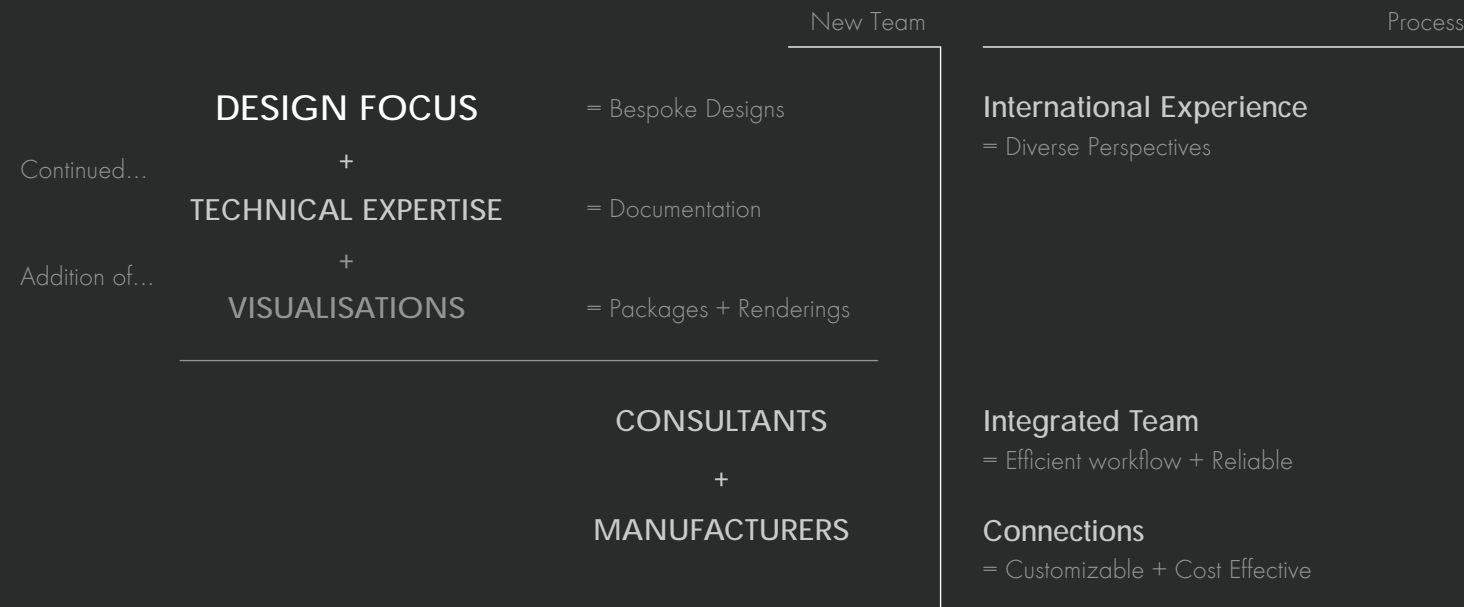 New Team
Process
DESIGN FOCUS
= Bespoke Designs
Continued...
+
TECHNICAL EXPERTISE
= Documentation
Addition of...
+
VISUALISATIONS
= Packages + Renderings
CONSULTANTS
+
MANUFACTURERS
International Experience
= Diverse Perspectives
Integrated Team
= Efficient workflow + Reliable
Connections
= Customizable + Cost Effective